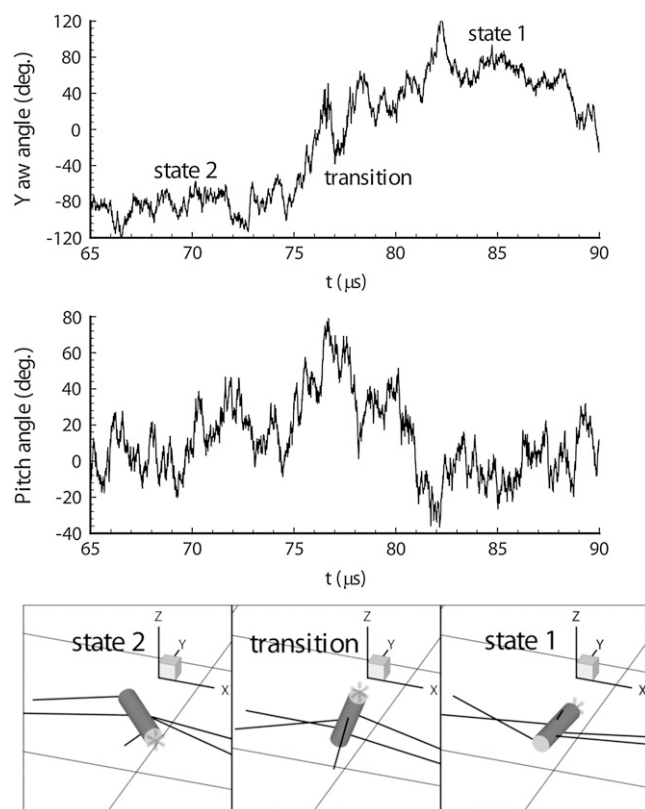 120
80
40
0
-40
-80
-120
Y aw angle (deg.)
state 1
state 2
transition
65 70 75 80 85 90
t (μs)
80
60
40
20
0
-20
-40
Pitch angle (deg.)
65 70 75 80 85 90
t (μs)
state 2 Z Y X
transition Z Y X
state 1 Z Y X